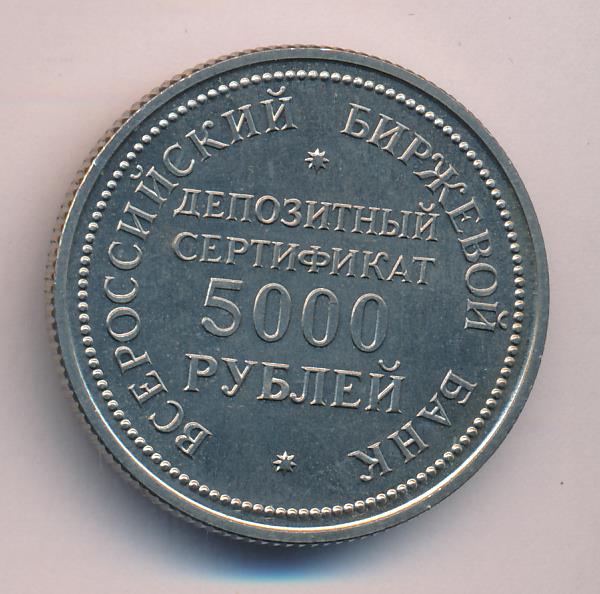 ВСЕРОССИЙСКИЙ БИРЖЕВОЙ БАНК
ДЕПОЗИТНЫЙ
СЕРТИФИКАТ
5000
РУБЛЕЙ